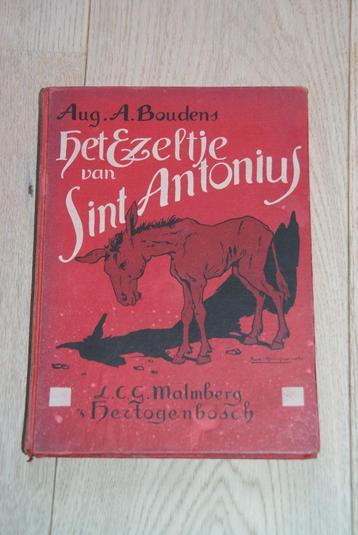 Aug. A. Boudens
Het Ezeltje
van
Sint Antonius
L.C.G. Malmberg
's Hertogenbosch